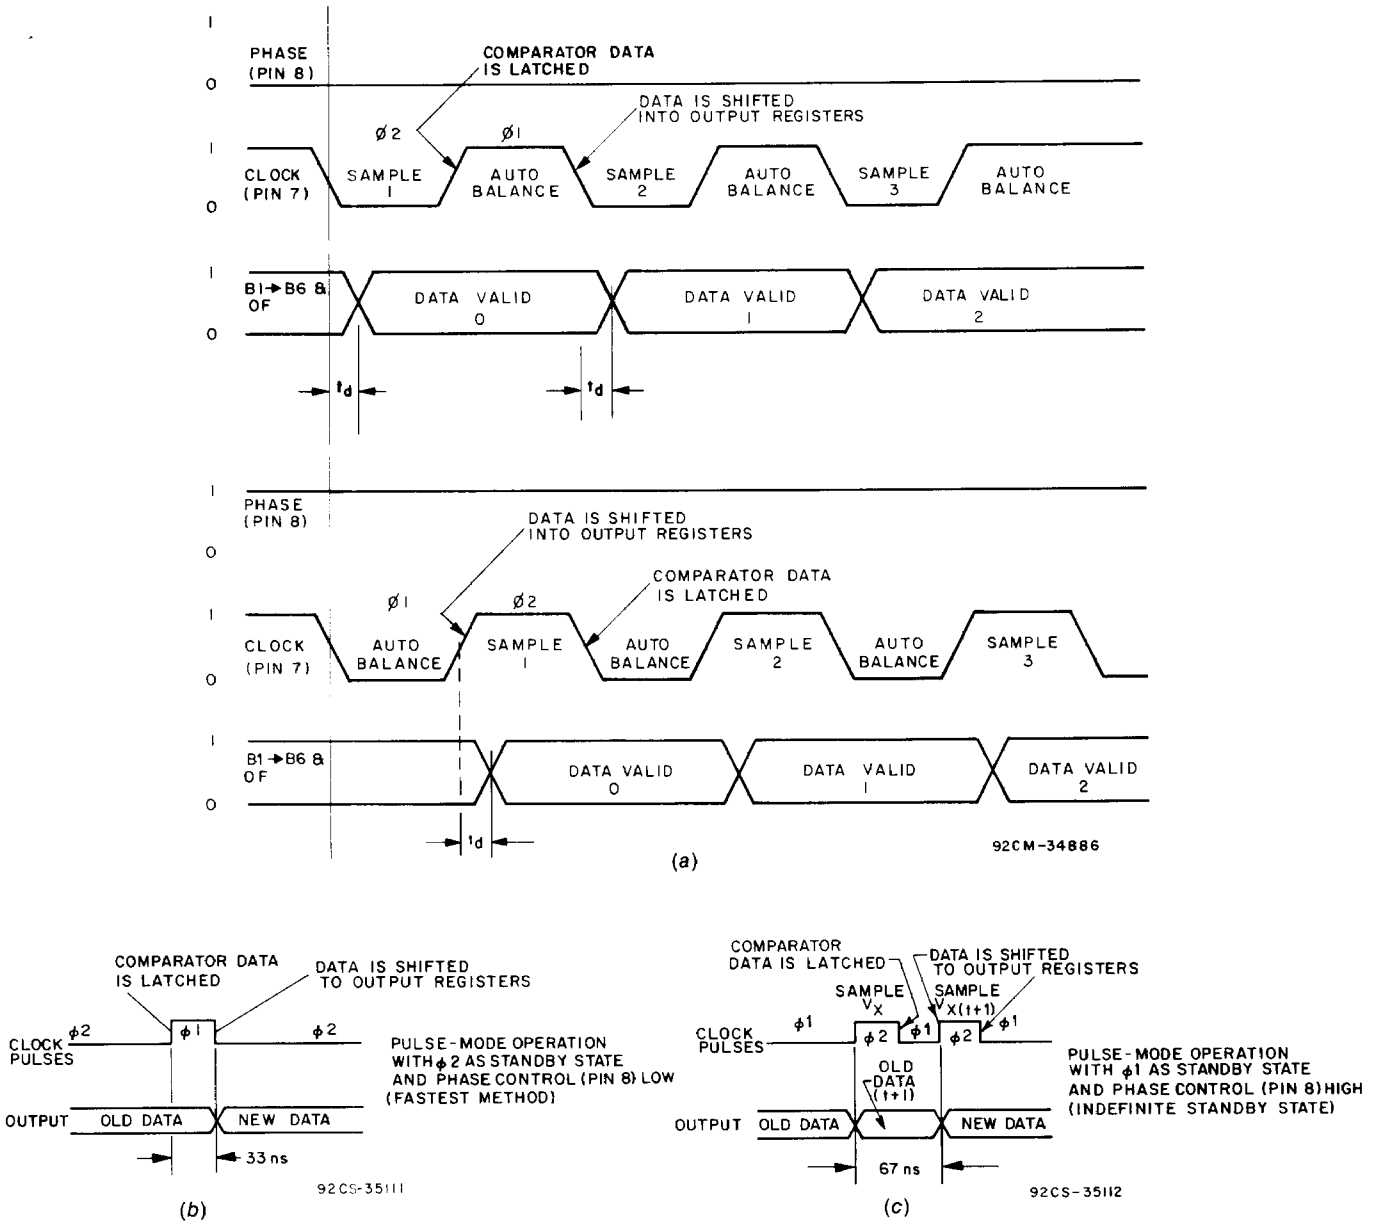 1
PHASE
(PIN 8)
0
COMPARATOR DATA
IS LATCHED
DATA IS SHIFTED
INTO OUTPUT REGISTERS
ø2
ø1
1
CLOCK
(PIN 7)
0
SAMPLE
1
AUTO
BALANCE
SAMPLE
2
AUTO
BALANCE
SAMPLE
3
AUTO
BALANCE
1
B1→B6 &
OF
0
DATA VALID
0
DATA VALID
1
DATA VALID
2
td
td
1
PHASE
(PIN 8)
0
DATA IS SHIFTED
INTO OUTPUT REGISTERS
COMPARATOR DATA
IS LATCHED
ø1
ø2
1
CLOCK
(PIN 7)
0
AUTO
BALANCE
SAMPLE
1
AUTO
BALANCE
SAMPLE
2
AUTO
BALANCE
SAMPLE
3
1
B1→B6 &
OF
0
DATA VALID
0
DATA VALID
1
DATA VALID
2
td
(a)
92CM-34886
COMPARATOR DATA
IS LATCHED
DATA IS SHIFTED
TO OUTPUT REGISTERS
ϕ2
ϕ1
ϕ2
CLOCK
PULSES
OUTPUT
OLD DATA
NEW DATA
33 ns
PULSE-MODE OPERATION
WITH ϕ2 AS STANDBY STATE
AND PHASE CONTROL (PIN 8) LOW
(FASTEST METHOD)
92CS-35111
(b)
COMPARATOR
DATA IS LATCHED
DATA IS SHIFTED
TO OUTPUT REGISTERS
SAMPLE
VX
SAMPLE
VX(t+1)
ϕ1
ϕ2
ϕ1
ϕ2
ϕ1
CLOCK
PULSES
OLD
DATA
(t+1)
OUTPUT
OLD DATA
NEW DATA
67 ns
PULSE-MODE OPERATION
WITH ϕ1 AS STANDBY STATE
AND PHASE CONTROL (PIN 8) HIGH
(INDEFINITE STANDBY STATE)
92CS-35112
(c)